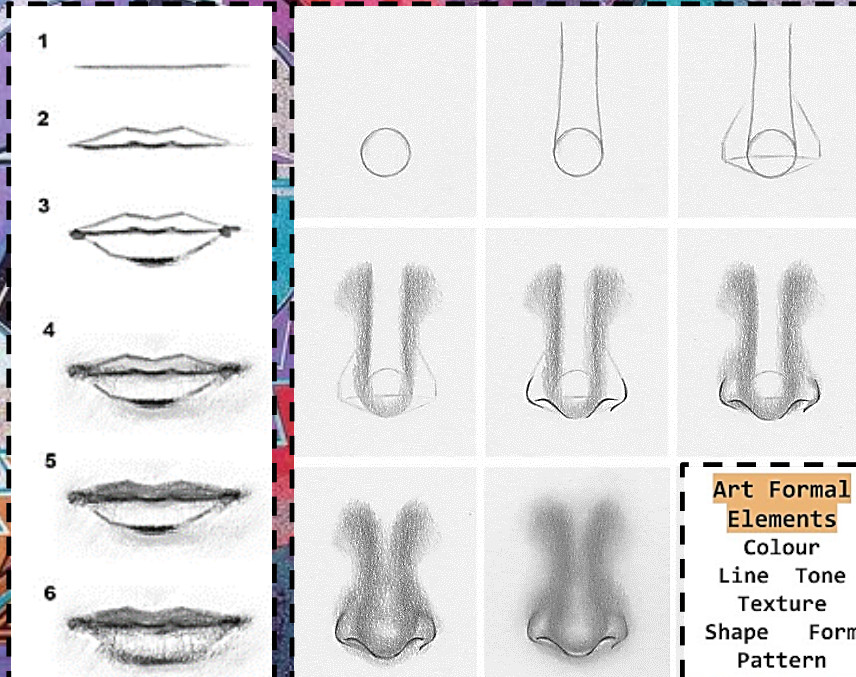 1
2
3
4
5
6
Art Formal
Elements
Colour
Line Tone
Texture
Shape Form
Pattern